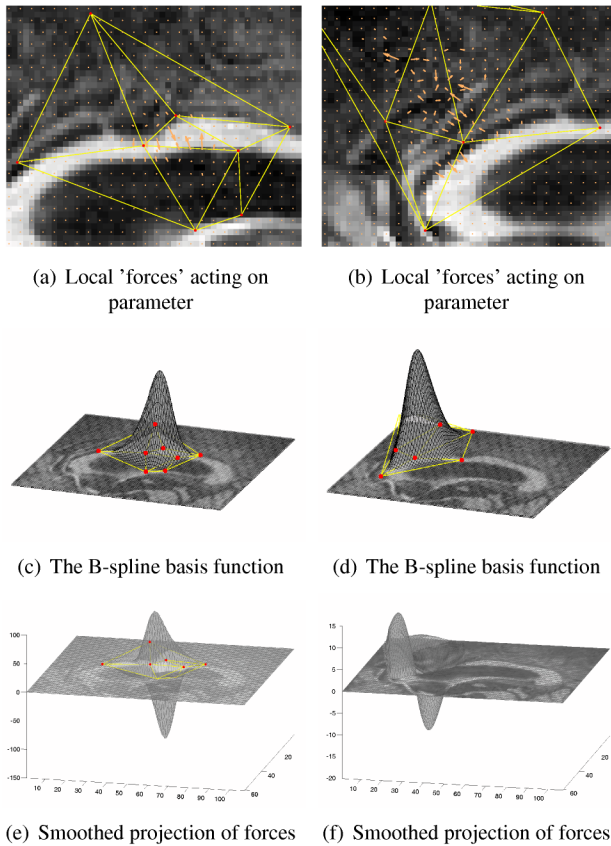 (a) Local 'forces' acting on
parameter
(b) Local 'forces' acting on
parameter
(c) The B-spline basis function
(d) The B-spline basis function
100
50
0
-50
-100
-150
10 20 30 40 50 60 70 80 90 100
60
40
20
15
10
5
0
-5
-10
-15
-20
10 20 30 40 50 60 70 80 90 100
60
40
20
(e) Smoothed projection of forces
(f) Smoothed projection of forces